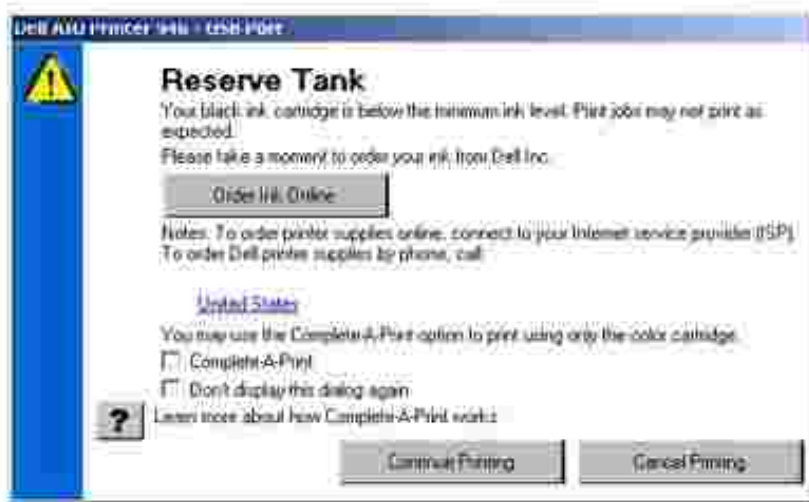 Dell AIO Printer 946 - USB Port
Reserve Tank
Your black ink cartridge is below the minimum ink level. Print jobs may not print as
expected.
Please take a moment to order your ink from Dell Inc.
Order Ink Online
Notes: To order printer supplies online, connect to your Internet service provider (ISP).
To order Dell printer supplies by phone, call:
United States
You may use the Complete-A-Print option to print using only the color cartridge.
Complete-A-Print
Don't display this dialog again
? Learn more about how Complete-A-Print works
Continue Printing
Cancel Printing